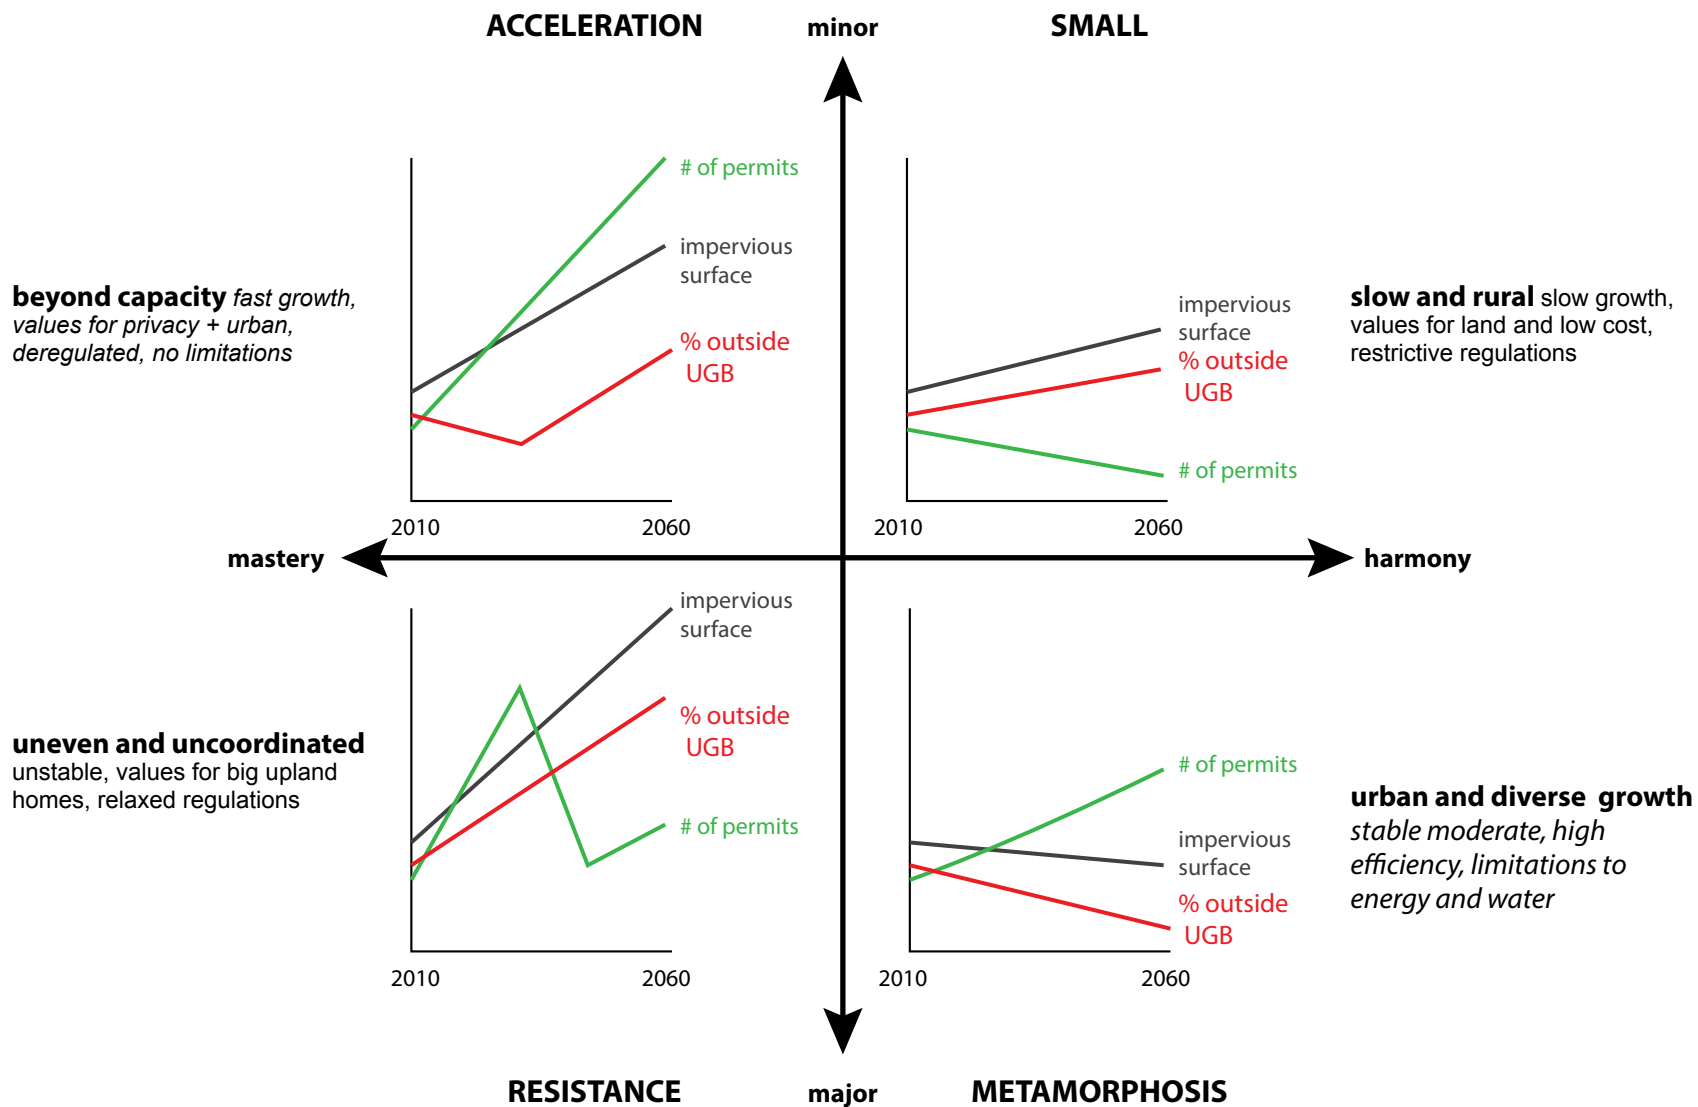 ACCELERATION
minor
SMALL
# of permits
impervious
surface
% outside
UGB
beyond capacity fast growth,
values for privacy + urban,
deregulated, no limitations
2010
2060
impervious
surface
% outside
UGB
# of permits
slow and rural slow growth,
values for land and low cost,
restrictive regulations
2010
2060
mastery
harmony
impervious
surface
% outside
UGB
# of permits
uneven and uncoordinated
unstable, values for big upland
homes, relaxed regulations
2010
2060
# of permits
impervious
surface
% outside
UGB
urban and diverse growth
stable moderate, high
efficiency, limitations to
energy and water
2010
2060
RESISTANCE
major
METAMORPHOSIS